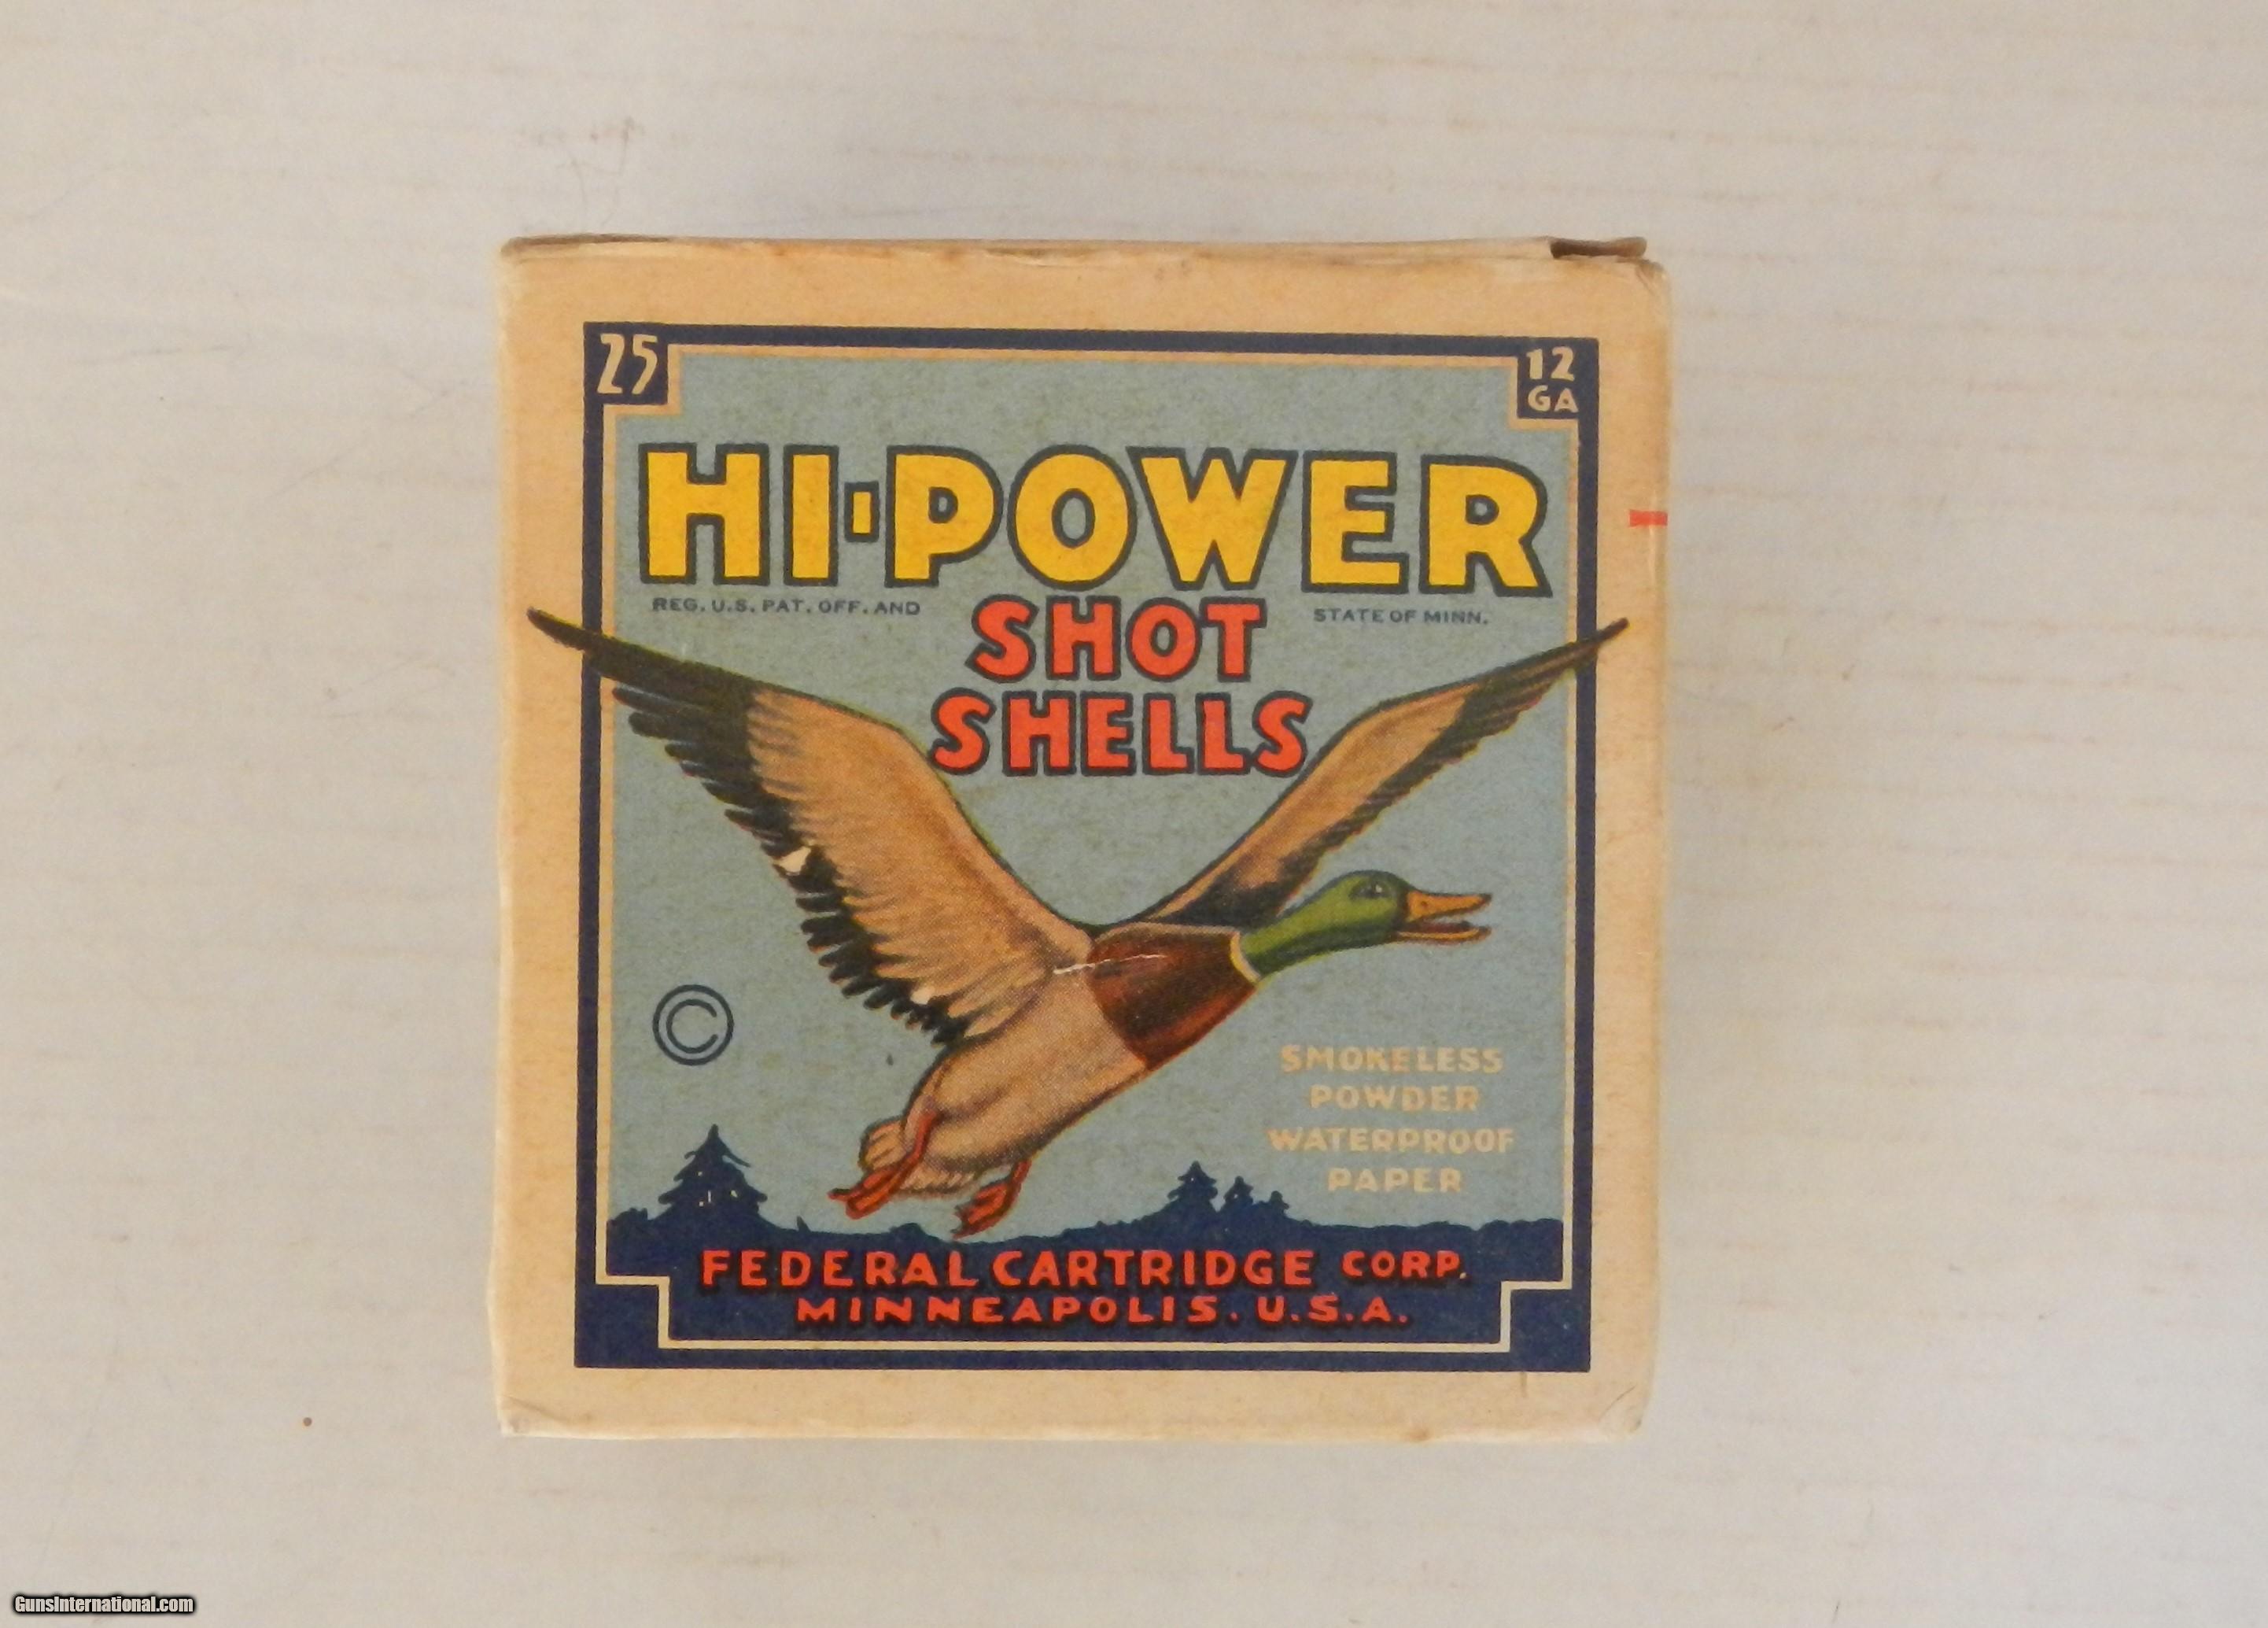 25
12
GA
HI-POWER
REG. U.S. PAT. OFF. AND
STATE OF MINN.
SHOT
SHELLS
©
SMOKELESS
POWDER
WATERPROOF
PAPER
FEDERAL CARTRIDGE CORP.
MINNEAPOLIS. U.S.A.
GunsInternational.com